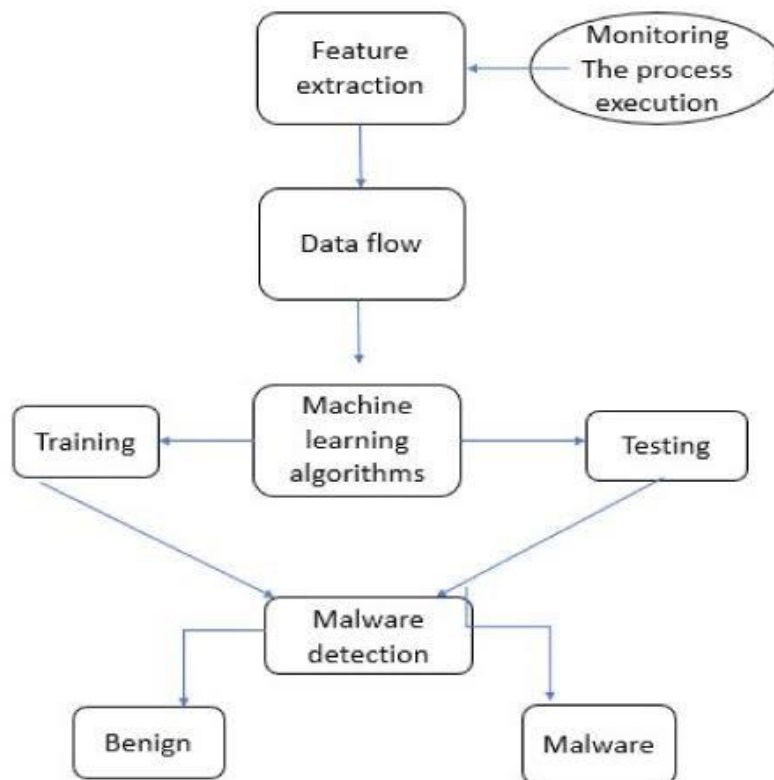 Feature
extraction
Monitoring
The process
execution
Data flow
Machine
learning
algorithms
Training
Testing
Malware
detection
Benign
Malware